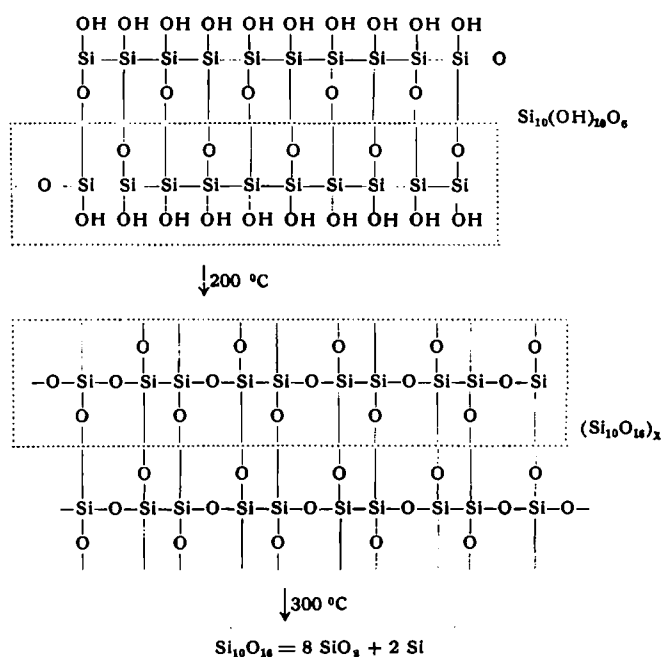 OH OH OH OH OH OH OH OH OH OH
Si—Si—Si—Si—Si—Si—Si—Si—Si—Si O
O O O O O
Si₁₀(OH)₁₀O₆
O O O O O
O—Si Si—Si—Si—Si—Si—Si—Si—Si—Si
OH OH OH OH OH OH OH OH OH OH
↓200 °C
O O O O O
—O—Si—O—Si—Si—O—Si—Si—O—Si—Si—O—Si—Si—O—Si
O O O O O
(Si₁₀O₁₆)ₓ
O O O O O
—Si—O—Si—Si—O—Si—Si—O—Si—Si—O—Si—Si—O—Si—O—
O O O O O
↓300 °C
Si₁₀O₁₆ = 8 SiO₂ + 2 Si